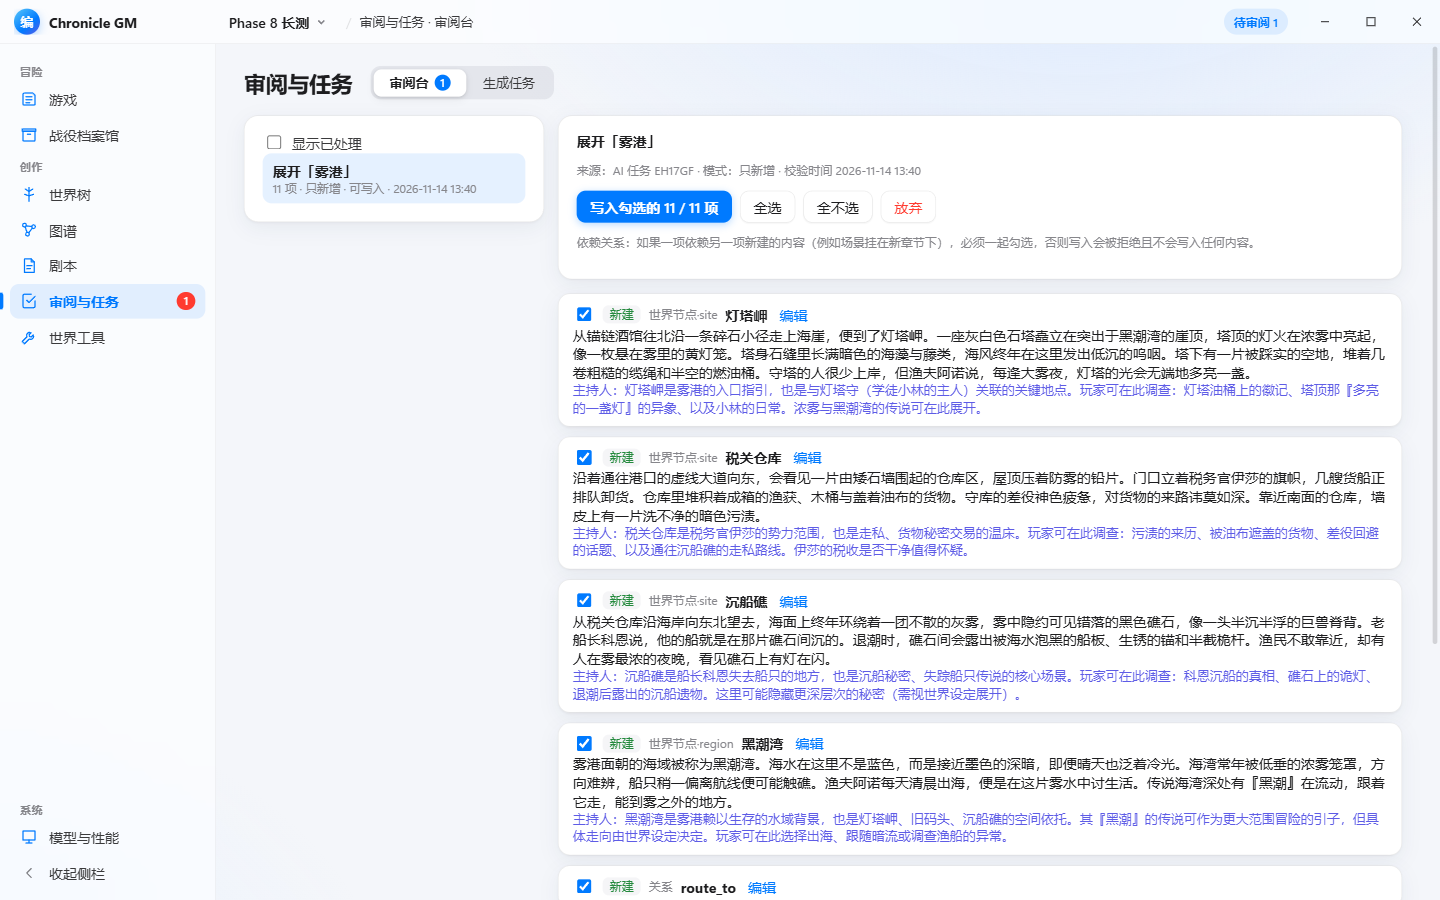 编 Chronicle GM
Phase 8 长测 / 审阅与任务 · 审阅台
待审阅 1
冒险
游戏
战役档案馆
创作
世界树
图谱
剧本
审阅与任务 1
世界工具
系统
模型与性能
收起侧栏
审阅与任务
审阅台 1
生成任务
显示已处理
展开「雾港」
11 项 · 只新增 · 可写入 · 2026-11-14 13:40
展开「雾港」
来源：AI 任务 EH17GF · 模式：只新增 · 校验时间 2026-11-14 13:40
写入勾选的 11 / 11 项 全选 全不选 放弃
依赖关系：如果一项依赖另一项新建的内容（例如场景挂在新章节下），必须一起勾选，否则写入会被拒绝且不会写入任何内容。
新建 世界节点·site 灯塔岬 编辑
从锚链酒馆往北沿一条碎石小径走上海崖，便到了灯塔岬。一座灰白色石塔矗立在突出于黑潮湾的崖顶，塔顶的灯火在浓雾中亮起，
像一枚悬在雾里的黄灯笼。塔身石缝里长满暗色的海藻与藤类，海风终年在这里发出低沉的呜咽。塔下有一片被踩实的空地，堆着几
卷粗糙的缆绳和半空的燃油桶。守塔的人很少上岸，但渔夫阿诺说，每逢大雾夜，灯塔的光会无端地多亮一盏。
主持人：灯塔岬是雾港的入口指引，也是与灯塔守（学徒小林的主人）关联的关键地点。玩家可在此调查：灯塔油桶上的徽记、塔顶那『多亮
的一盏灯』的异象、以及小林的日常。浓雾与黑潮湾的传说可在此展开。
新建 世界节点·site 税关仓库 编辑
沿着通往港口的虚线大道向东，会看见一片由矮石墙围起的仓库区，屋顶压着防雾的铅片。门口立着税务官伊莎的旗帜，几艘货船正
排队卸货。仓库里堆积着成箱的渔获、木桶与盖着油布的货物。守库的差役神色疲惫，对货物的来路讳莫如深。靠近南面的仓库，墙
皮上有一片洗不净的暗色污渍。
主持人：税关仓库是税务官伊莎的势力范围，也是走私、货物秘密交易的温床。玩家可在此调查：污渍的来历、被油布遮盖的货物、差役回避
的话题、以及通往沉船礁的走私路线。伊莎的税收是否干净值得怀疑。
新建 世界节点·site 沉船礁 编辑
从税关仓库沿海岸向东北望去，海面上终年环绕着一团不散的灰雾，雾中隐约可见错落的黑色礁石，像一头半沉半浮的巨兽脊背。老
船长科恩说，他的船就是在那片礁石间沉的。退潮时，礁石间会露出被海水泡黑的船板、生锈的锚和半截桅杆。渔民不敢靠近，却有
人在雾最浓的夜晚，看见礁石上有灯在闪。
主持人：沉船礁是船长科恩失去船只的地方，也是沉船秘密、失踪船只传说的核心场景。玩家可在此调查：科恩沉船的真相、礁石上的诡灯、
退潮后露出的沉船遗物。这里可能隐藏更深层次的秘密（需视世界设定展开）。
新建 世界节点·region 黑潮湾 编辑
雾港面朝的海域被称为黑潮湾。海水在这里不是蓝色，而是接近墨色的深暗，即便晴天也泛着冷光。海湾常年被低垂的浓雾笼罩，方
向难辨，船只稍一偏离航线便可能触礁。渔夫阿诺每天清晨出海，便是在这片雾水中讨生活。传说海湾深处有『黑潮』在流动，跟着
它走，能到雾之外的地方。
主持人：黑潮湾是雾港赖以生存的水域背景，也是灯塔岬、旧码头、沉船礁的空间依托。其『黑潮』的传说可作为更大范围冒险的引子，但具
体走向由世界设定决定。玩家可在此选择出海、跟随暗流或调查渔船的异常。
新建 关系 route_to 编辑